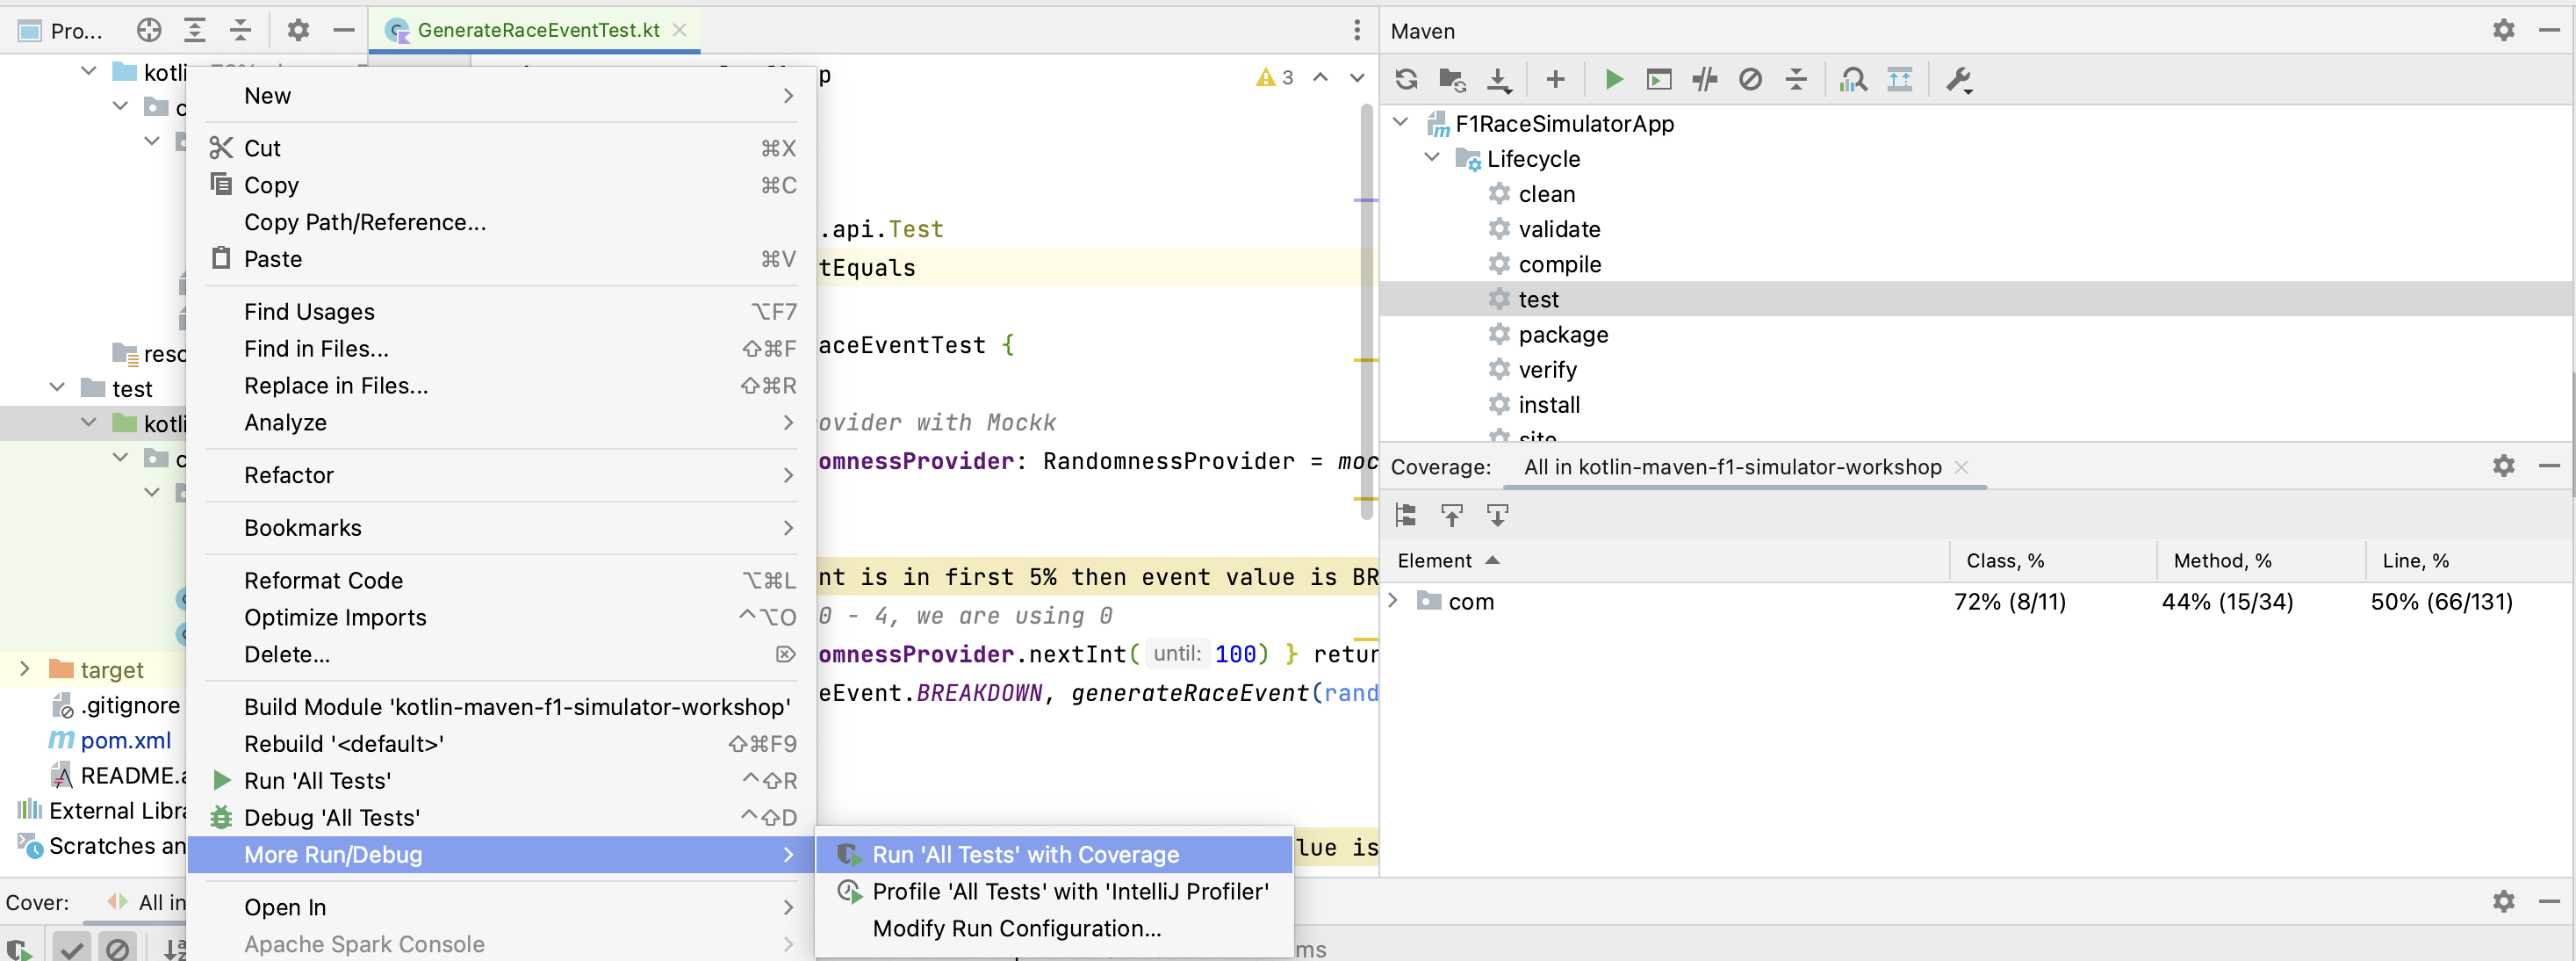 Pro...
GenerateRaceEventTest.kt
kotli
New
Cut ⌘X
Copy ⌘C
Copy Path/Reference...
Paste ⌘V
Find Usages ⌥F7
Find in Files... ⇧⌘F
Replace in Files... ⇧⌘R
Analyze
Refactor
Bookmarks
Reformat Code ⌥⌘L
Optimize Imports ^⌥O
Delete...
Build Module 'kotlin-maven-f1-simulator-workshop'
Rebuild '<default>' ⇧⌘F9
Run 'All Tests' ^⇧R
Debug 'All Tests' ^⇧D
More Run/Debug
Open In
Apache Spark Console
Run 'All Tests' with Coverage
Profile 'All Tests' with 'IntelliJ Profiler'
Modify Run Configuration...
c
resc
test
kotli
c
target
.gitignore
pom.xml
README.a
External Libra
Scratches an
Cover: All in
p
3
.api.Test
tEquals
aceEventTest {
ovider with Mockk
omnessProvider: RandomnessProvider = moc
nt is in first 5% then event value is BR
0 - 4, we are using 0
omnessProvider.nextInt( until: 100) } retur
eEvent.BREAKDOWN, generateRaceEvent(rand
lue is
ms
Maven
F1RaceSimulatorApp
Lifecycle
clean
validate
compile
test
package
verify
install
site
Coverage: All in kotlin-maven-f1-simulator-workshop
Element Class, % Method, % Line, %
com 72% (8/11) 44% (15/34) 50% (66/131)